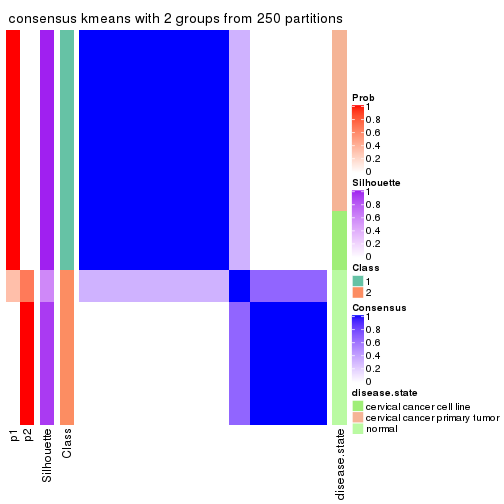 consensus kmeans with 2 groups from 250 partitions
Prob
1
0.8
0.6
0.4
0.2
0
Silhouette
1
0.8
0.6
0.4
0.2
0
Class
1
2
Consensus
1
0.8
0.6
0.4
0.2
0
disease.state
cervical cancer cell line
cervical cancer primary tumor
normal
p1
p2
Silhouette
Class
disease.state